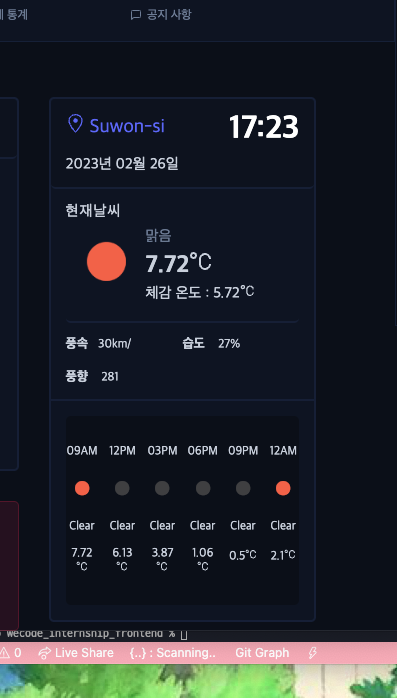 통계
공지 사항
Suwon-si 17:23
2023년 02월 26일
현재날씨
맑음
7.72°C
체감 온도 : 5.72°C
풍속 30km/ 습도 27%
풍향 281
09AM 12PM 03PM 06PM 09PM 12AM
Clear Clear Clear Clear Clear Clear
7.72 6.13 3.87 1.06 0.5°C 2.1°C
°C °C °C °C
wecode_internship_frontend %
0 Live Share {..} : Scanning.. Git Graph